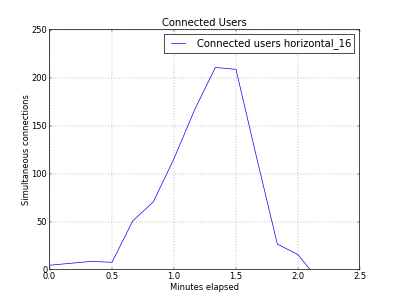 Connected Users
Connected users horizontal_16
250
200
150
100
50
0
Simultaneous connections
0.0 0.5 1.0 1.5 2.0 2.5
Minutes elapsed